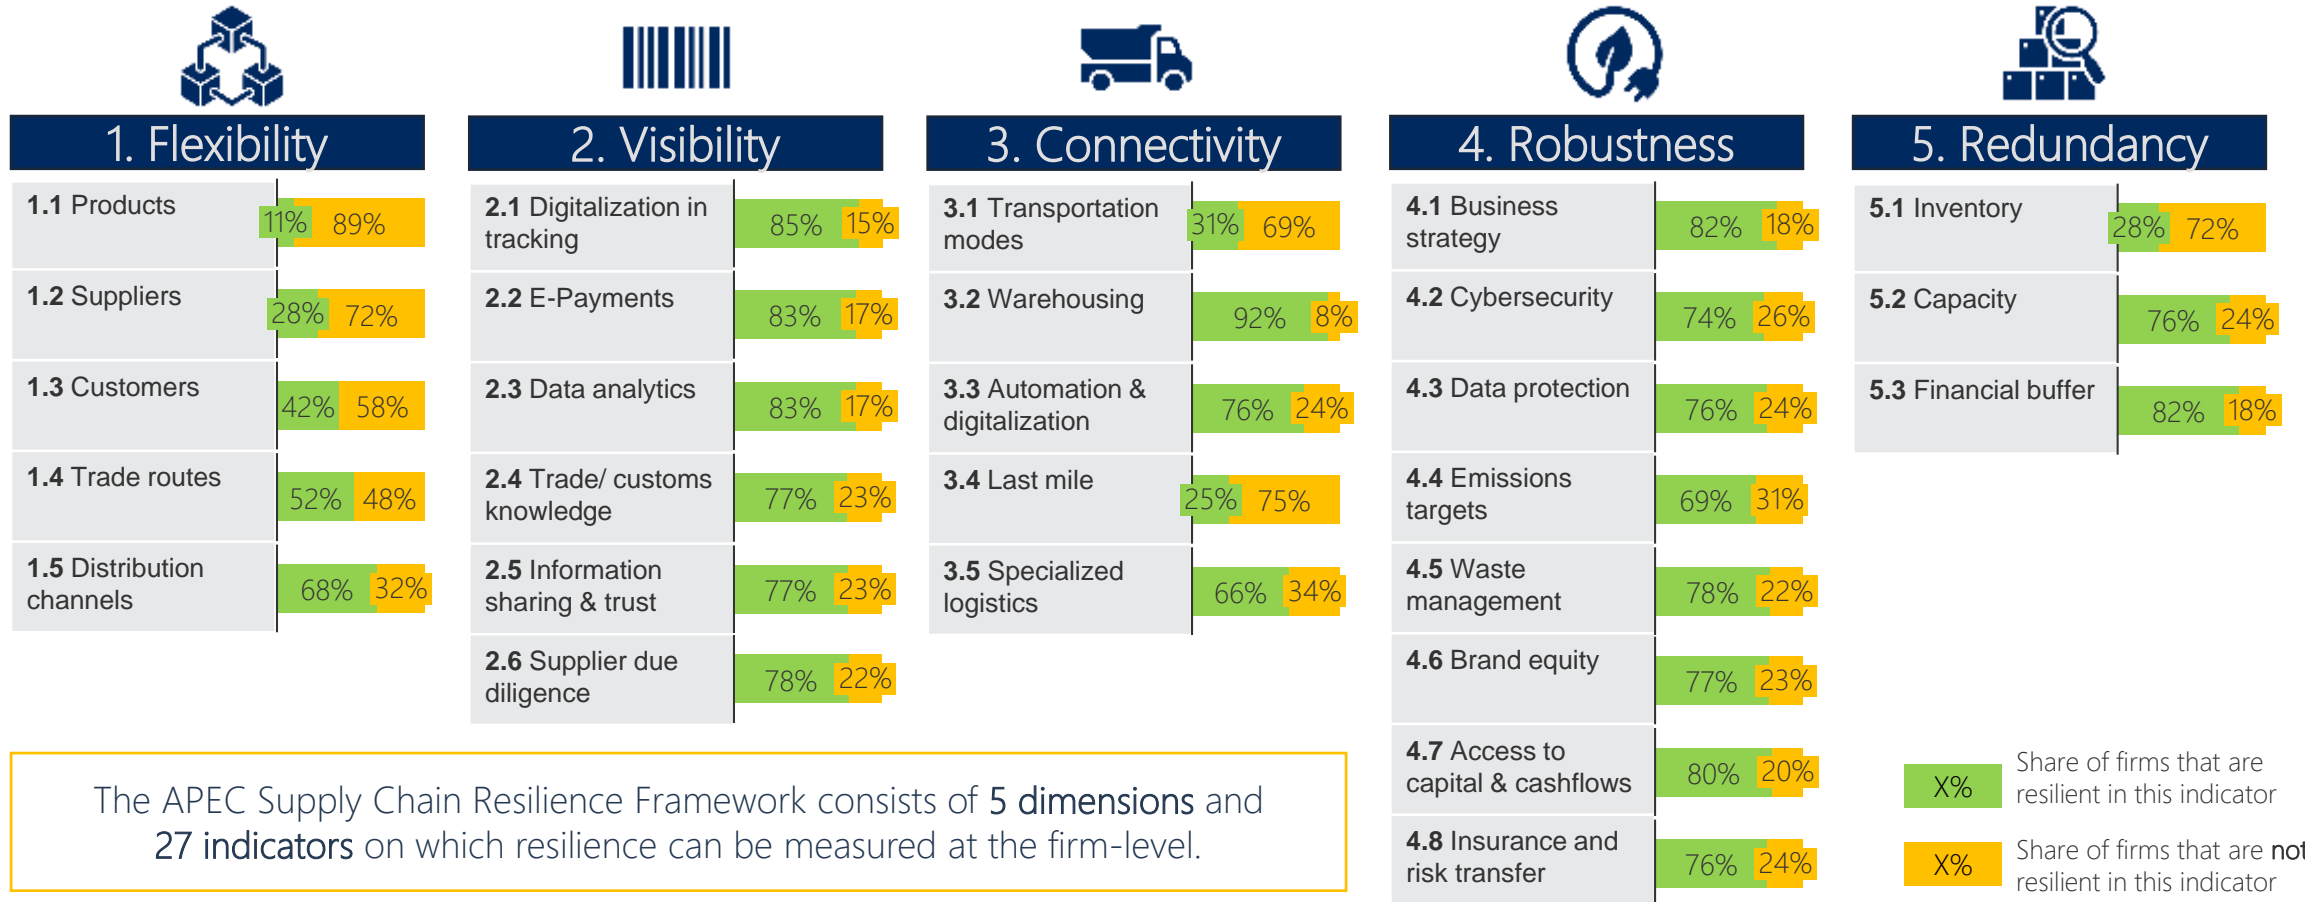 1. Flexibility
1.1 Products
11% 89%
1.2 Suppliers
28% 72%
1.3 Customers
42% 58%
1.4 Trade routes
52% 48%
1.5 Distribution
channels
68% 32%
2. Visibility
2.1 Digitalization in
tracking
85% 15%
2.2 E-Payments
83% 17%
2.3 Data analytics
83% 17%
2.4 Trade/ customs
knowledge
77% 23%
2.5 Information
sharing & trust
77% 23%
2.6 Supplier due
diligence
78% 22%
3. Connectivity
3.1 Transportation
modes
31% 69%
3.2 Warehousing
92% 8%
3.3 Automation &
digitalization
76% 24%
3.4 Last mile
25% 75%
3.5 Specialized
logistics
66% 34%
4. Robustness
4.1 Business
strategy
82% 18%
4.2 Cybersecurity
74% 26%
4.3 Data protection
76% 24%
4.4 Emissions
targets
69% 31%
4.5 Waste
management
78% 22%
4.6 Brand equity
77% 23%
4.7 Access to
capital & cashflows
80% 20%
4.8 Insurance and
risk transfer
76% 24%
5. Redundancy
5.1 Inventory
28% 72%
5.2 Capacity
76% 24%
5.3 Financial buffer
82% 18%
The APEC Supply Chain Resilience Framework consists of 5 dimensions and
27 indicators on which resilience can be measured at the firm-level.
X%
Share of firms that are
resilient in this indicator
X%
Share of firms that are not
resilient in this indicator